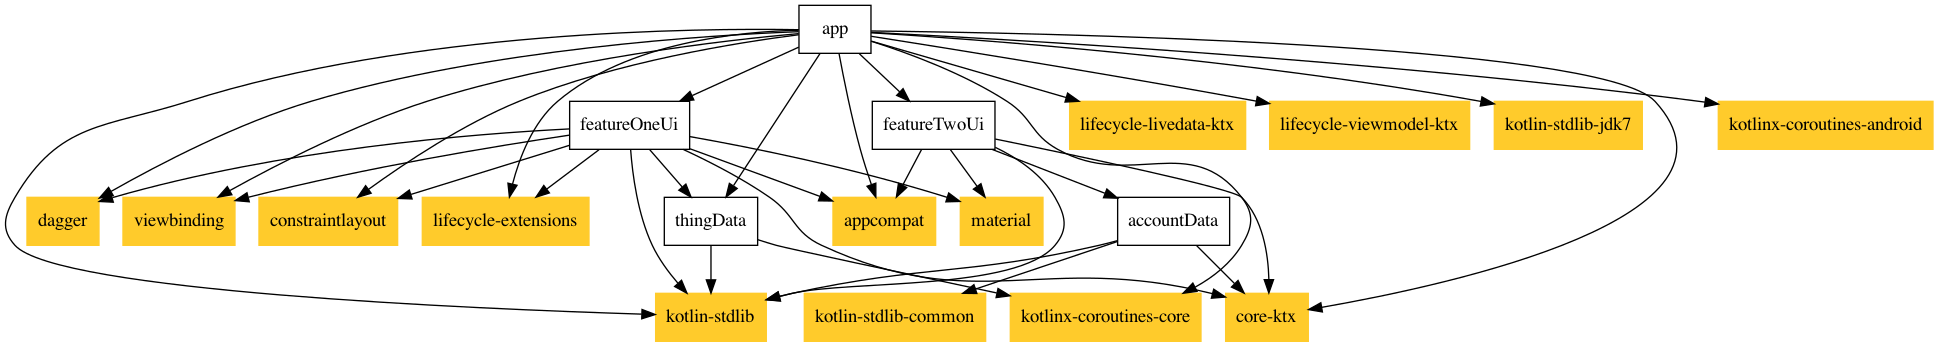 app
featureOneUi
featureTwoUi
lifecycle-livedata-ktx
lifecycle-viewmodel-ktx
kotlin-stdlib-jdk7
kotlinx-coroutines-android
dagger
viewbinding
constraintlayout
lifecycle-extensions
thingData
appcompat
material
accountData
kotlin-stdlib
kotlin-stdlib-common
kotlinx-coroutines-core
core-ktx